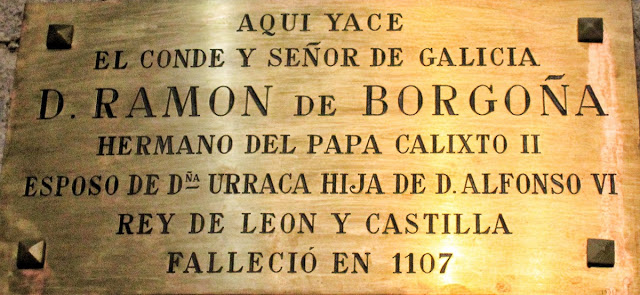 AQUI YACE
EL CONDE Y SEÑOR DE GALICIA
D. RAMON DE BORGOÑA
HERMANO DEL PAPA CALIXTO II
ESPOSO DE Dña URRACA HIJA DE D. ALFONSO VI
REY DE LEON Y CASTILLA
FALLECIÓ EN 1107